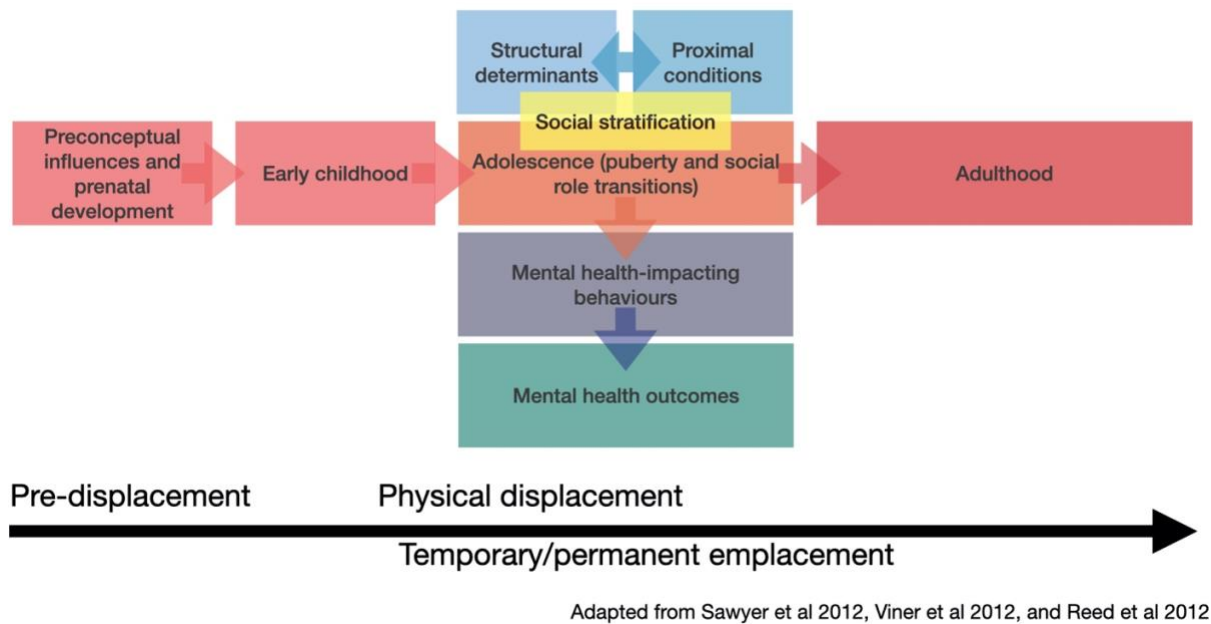 Structural
determinants
Proximal
conditions
Social stratification
Preconceptual
influences and
prenatal
development
Early childhood
Adolescence (puberty and social
role transitions)
Adulthood
Mental health-impacting
behaviours
Mental health outcomes
Pre-displacement
Physical displacement
Temporary/permanent emplacement
Adapted from Sawyer et al 2012, Viner et al 2012, and Reed et al 2012